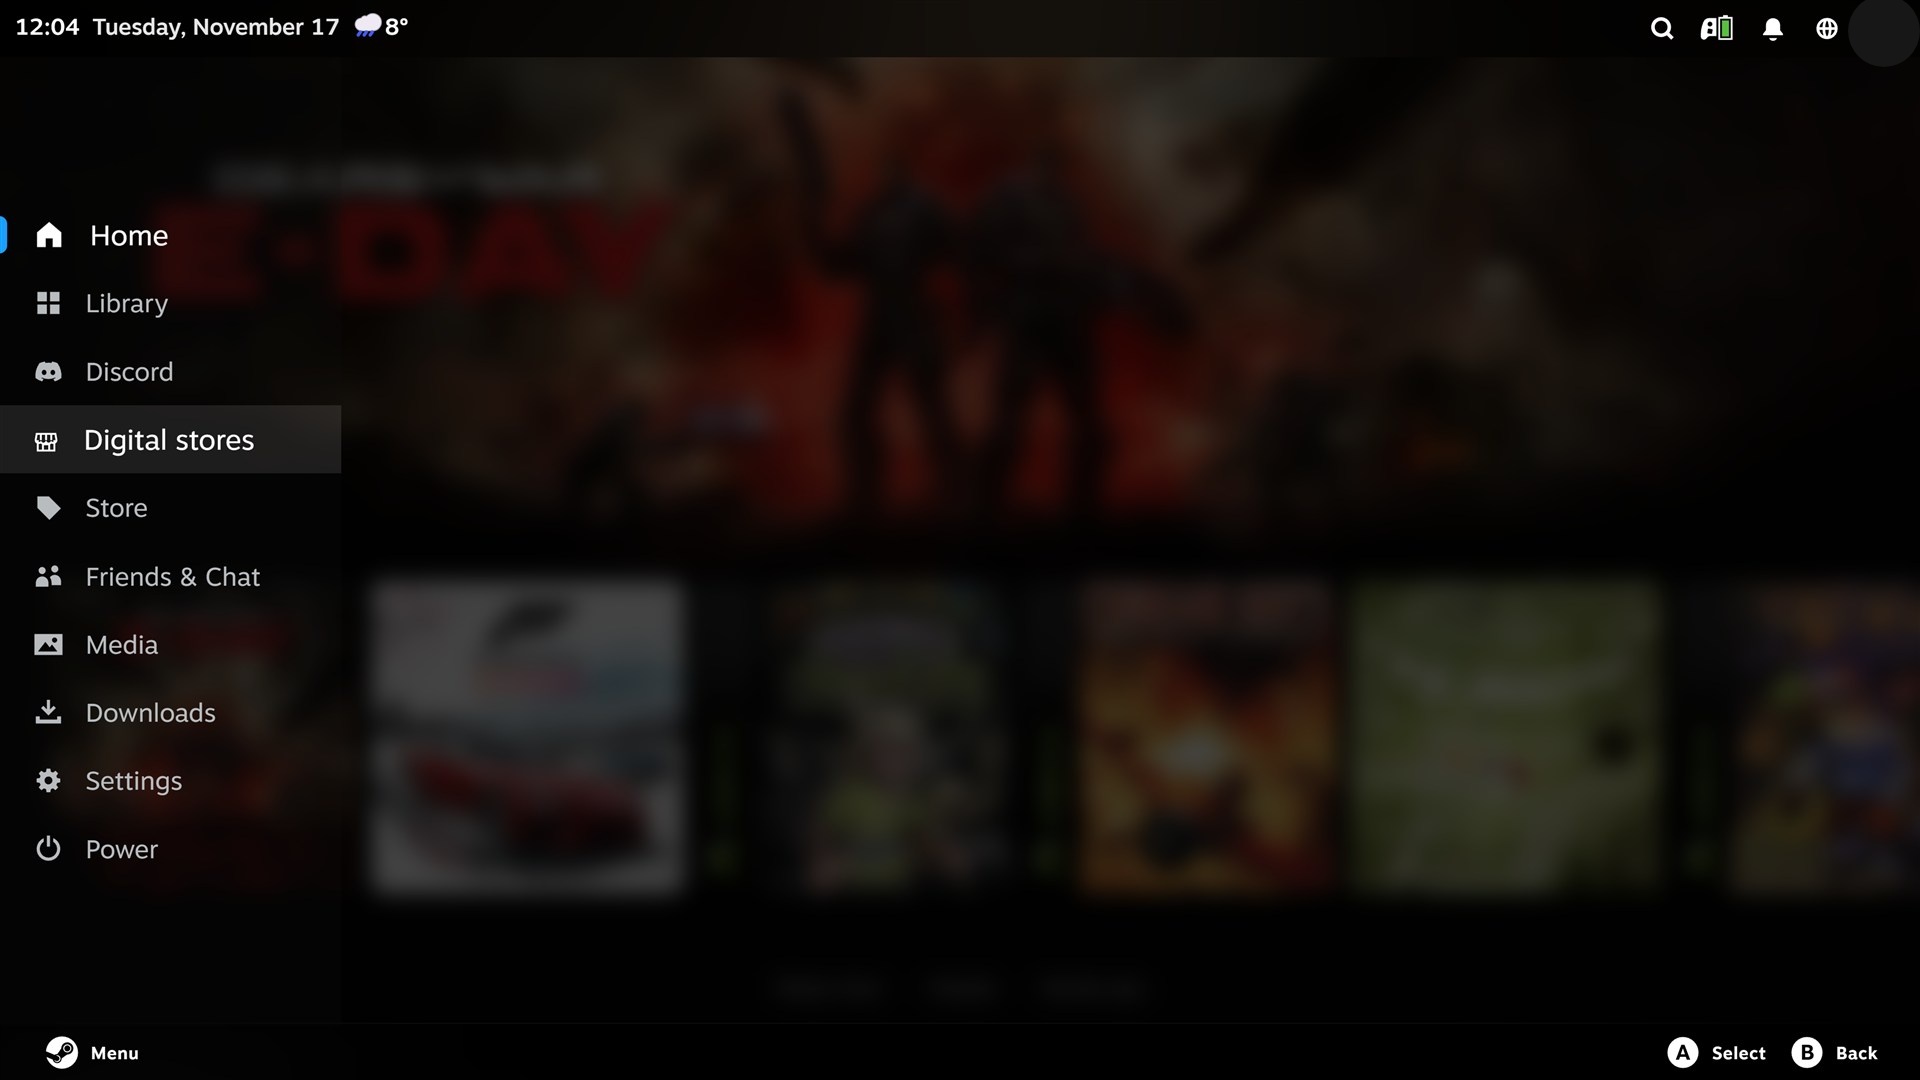 12:04 Tuesday, November 17 8°
E-DAY
Home
Library
Discord
Digital stores
Store
Friends & Chat
Media
Downloads
Settings
Power
Menu
A Select B Back